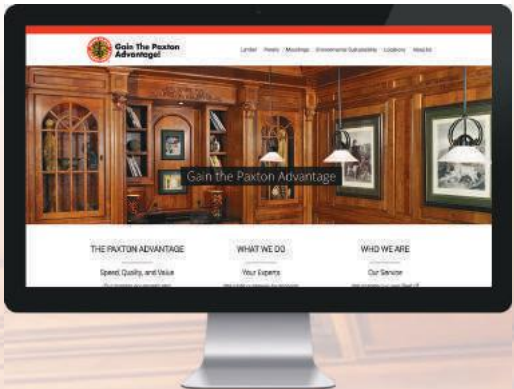 Gain The Paxton
Advantage!
Lumber Panels Mouldings Environmental Sustainability Locations About Us
Gain the Paxton Advantage
THE PAXTON ADVANTAGE WHAT WE DO WHO WE ARE
Speed, Quality, and Value Your Experts Our Service